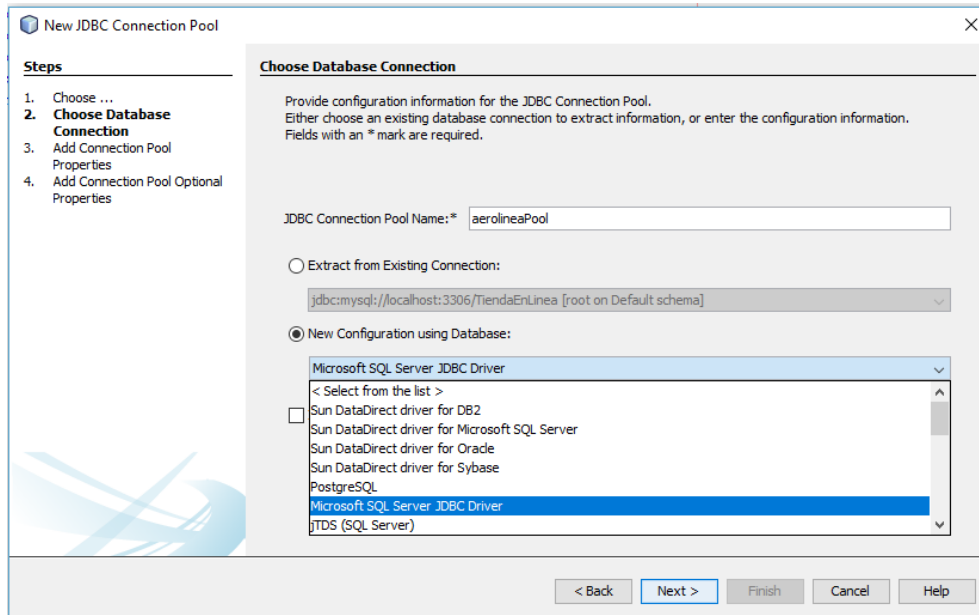 New JDBC Connection Pool
Steps
1. Choose ...
2. Choose Database
Connection
3. Add Connection Pool
Properties
4. Add Connection Pool Optional
Properties
Choose Database Connection
Provide configuration information for the JDBC Connection Pool.
Either choose an existing database connection to extract information, or enter the configuration information.
Fields with an * mark are required.
JDBC Connection Pool Name:* aerolineaPool
Extract from Existing Connection:
jdbc:mysql://localhost:3306/TiendaEnLinea [root on Default schema]
New Configuration using Database:
Microsoft SQL Server JDBC Driver
< Select from the list >
Sun DataDirect driver for DB2
Sun DataDirect driver for Microsoft SQL Server
Sun DataDirect driver for Oracle
Sun DataDirect driver for Sybase
PostgreSQL
Microsoft SQL Server JDBC Driver
jTDS (SQL Server)
< Back Next > Finish Cancel Help